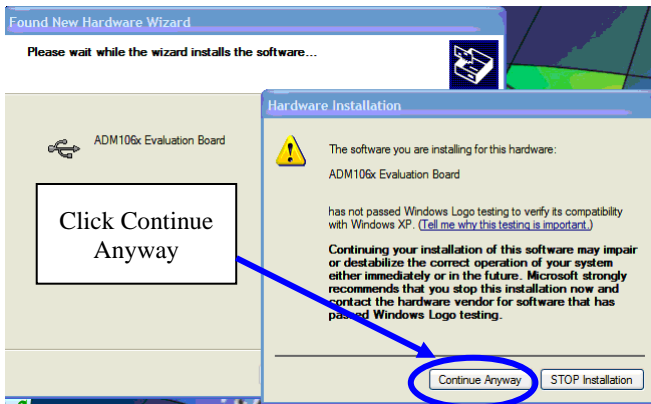 Found New Hardware Wizard
Please wait while the wizard installs the software...
ADM106x Evaluation Board
Click Continue
Anyway
Hardware Installation
The software you are installing for this hardware:
ADM106x Evaluation Board
has not passed Windows Logo testing to verify its compatibility
with Windows XP. (Tell me why this testing is important.)
Continuing your installation of this software may impair
or destabilize the correct operation of your system
either immediately or in the future. Microsoft strongly
recommends that you stop this installation now and
contact the hardware vendor for software that has
passed Windows Logo testing.
Continue Anyway
STOP Installation